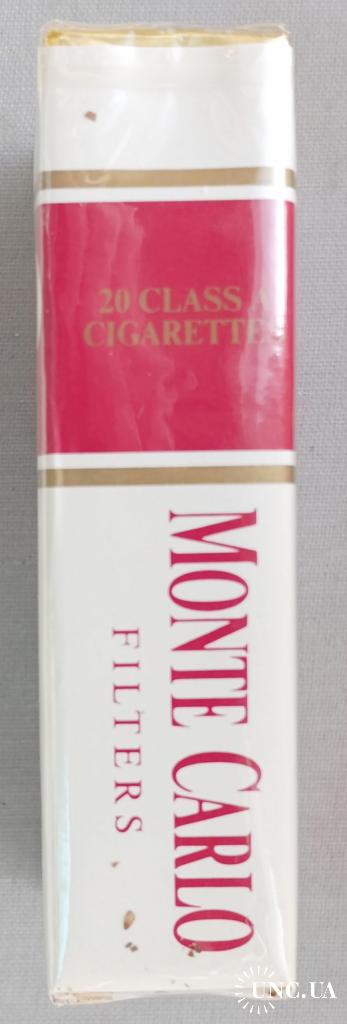 20 CLASS A
CIGARETTES
MONTE CARLO
FILTERS
UNC.UA